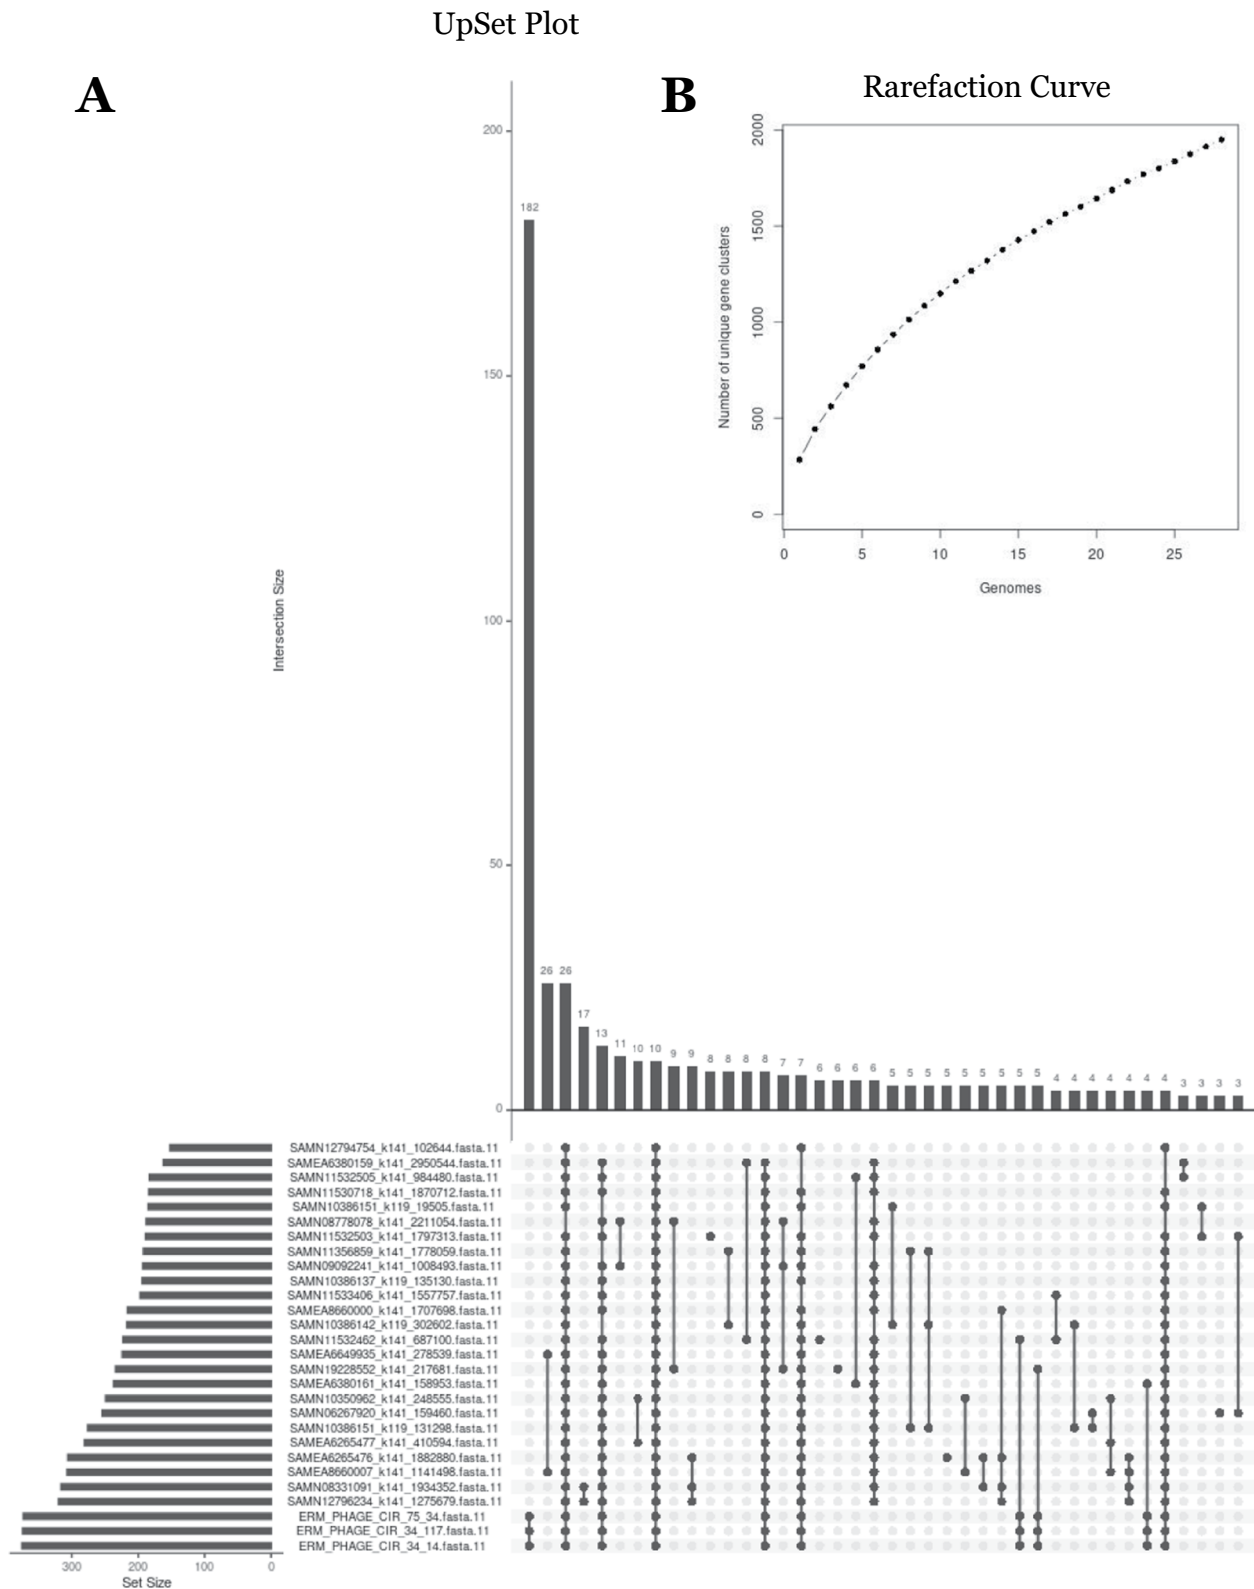 UpSet Plot
A
B
Rarefaction Curve
200
150
100
50
0
Intersection Size
182
26 26 17 13 11 10 10 9 9 8 8 8 8 7 7 6 6 6 6 5 5 5 5 5 5 5 5 5 4 4 4 4 4 4 4 3 3 3 3
Number of unique gene clusters
2000
1500
1000
500
0
0 5 10 15 20 25
Genomes
SAMN12794754_k141_102644.fasta.11
SAMEA6380159_k141_2950544.fasta.11
SAMN11532505_k141_984480.fasta.11
SAMN11530718_k141_1870712.fasta.11
SAMN10386151_k119_19505.fasta.11
SAMN08778078_k141_2211054.fasta.11
SAMN11532503_k141_1797313.fasta.11
SAMN11356859_k141_1778059.fasta.11
SAMN09092241_k141_1008493.fasta.11
SAMN10386137_k119_135130.fasta.11
SAMN11533406_k141_1557757.fasta.11
SAMEA8660000_k141_1707698.fasta.11
SAMN10386142_k119_302602.fasta.11
SAMN11532462_k141_687100.fasta.11
SAMEA6649935_k141_278539.fasta.11
SAMN19228552_k141_217681.fasta.11
SAMEA6380161_k141_158953.fasta.11
SAMN10350962_k141_248555.fasta.11
SAMN06267920_k141_159460.fasta.11
SAMN10386151_k119_131298.fasta.11
SAMEA6265477_k141_410594.fasta.11
SAMEA6265476_k141_1882880.fasta.11
SAMEA8660007_k141_1141498.fasta.11
SAMN08331091_k141_1934352.fasta.11
SAMN12796234_k141_1275679.fasta.11
ERM_PHAGE_CIR_75_34.fasta.11
ERM_PHAGE_CIR_34_117.fasta.11
ERM_PHAGE_CIR_34_14.fasta.11
300 200 100 0
Set Size